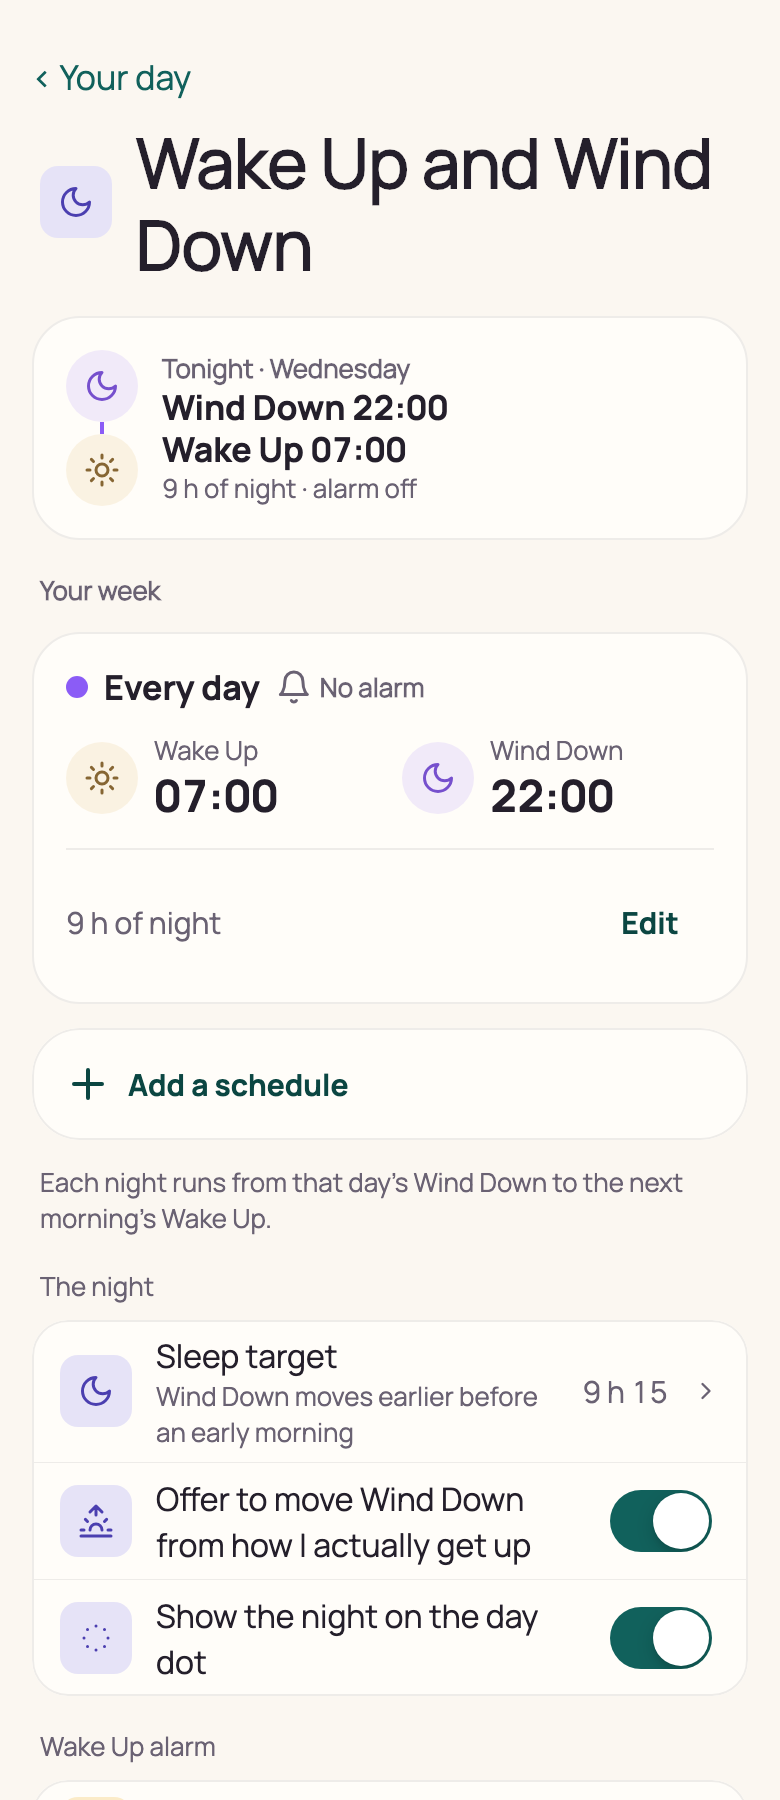 Your day
Wake Up and Wind
Down
Tonight · Wednesday
Wind Down 22:00
Wake Up 07:00
9 h of night · alarm off
Your week
Every day
No alarm
Wake Up
07:00
Wind Down
22:00
9 h of night
Edit
Add a schedule
Each night runs from that day’s Wind Down to the next
morning’s Wake Up.
The night
Sleep target
Wind Down moves earlier before
an early morning
9 h 15
Offer to move Wind Down
from how I actually get up
Show the night on the day
dot
Wake Up alarm